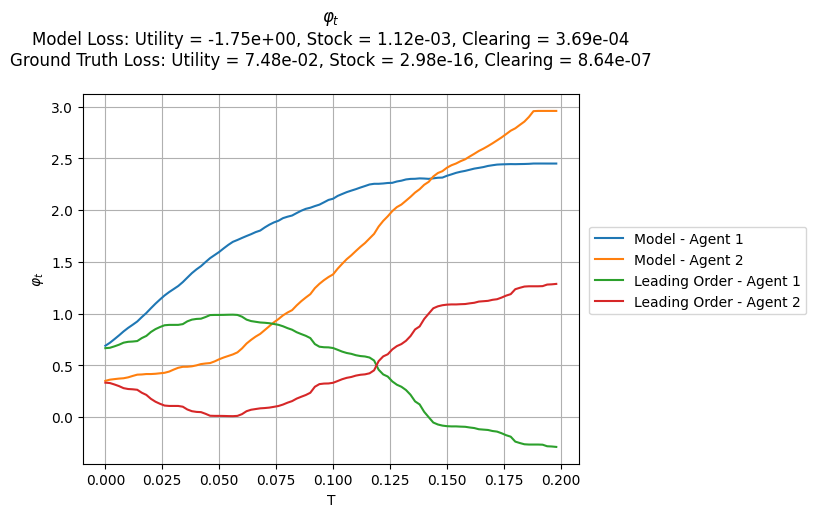 φₜ
Model Loss: Utility = -1.75e+00, Stock = 1.12e-03, Clearing = 3.69e-04
Ground Truth Loss: Utility = 7.48e-02, Stock = 2.98e-16, Clearing = 8.64e-07
3.0
2.5
2.0
1.5
1.0
0.5
0.0
φₜ
0.000 0.025 0.050 0.075 0.100 0.125 0.150 0.175 0.200
T
Model - Agent 1
Model - Agent 2
Leading Order - Agent 1
Leading Order - Agent 2